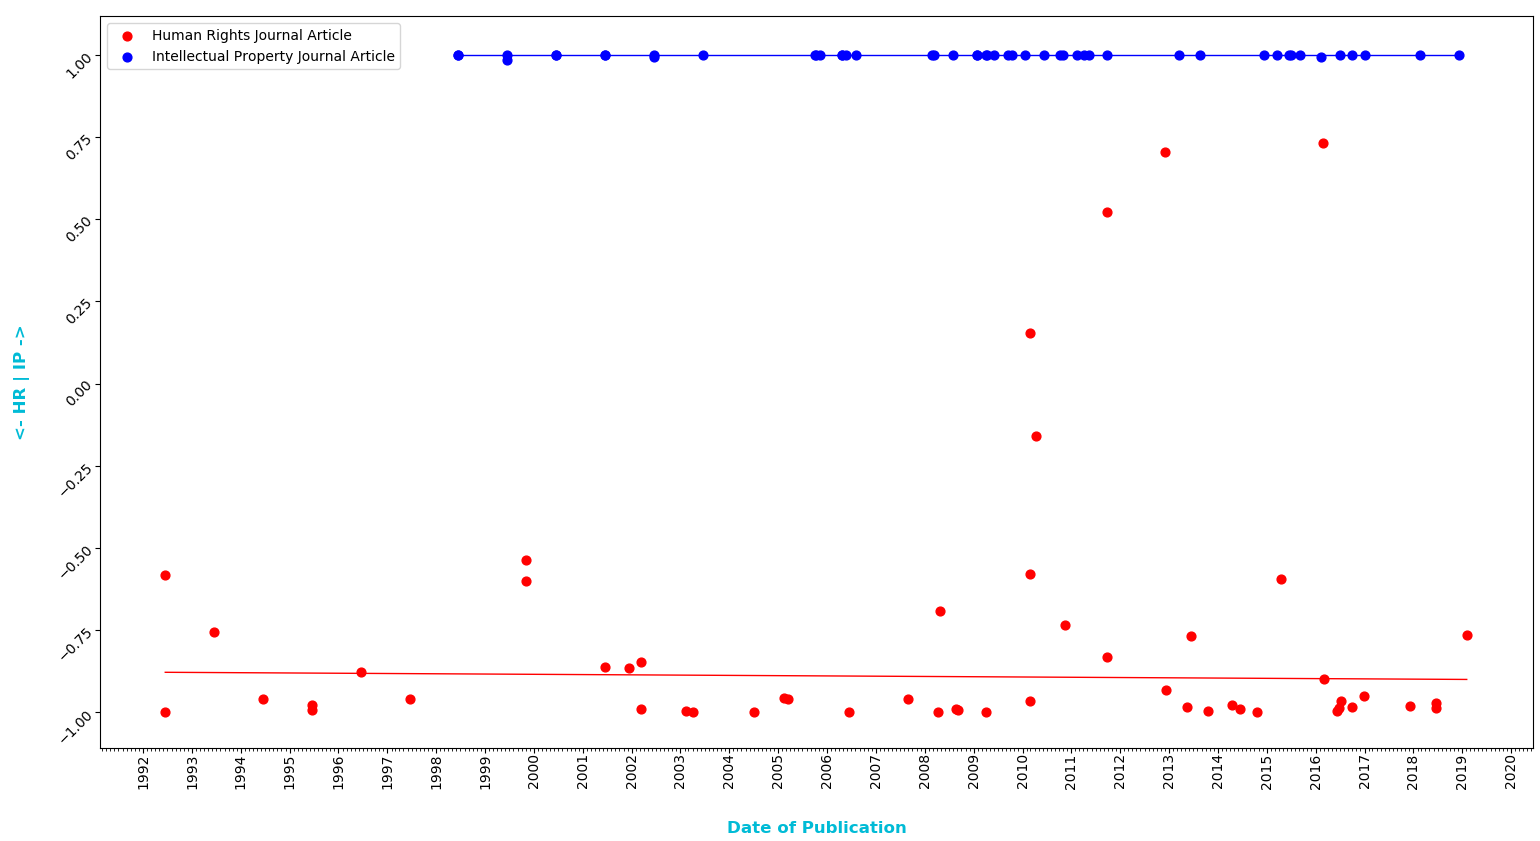 Human Rights Journal Article
Intellectual Property Journal Article
1.00
0.75
0.50
0.25
0.00
−0.25
−0.50
−0.75
−1.00
<- HR | IP ->
1992 1993 1994 1995 1996 1997 1998 1999 2000 2001 2002 2003 2004 2005 2006 2007 2008 2009 2010 2011 2012 2013 2014 2015 2016 2017 2018 2019 2020
Date of Publication